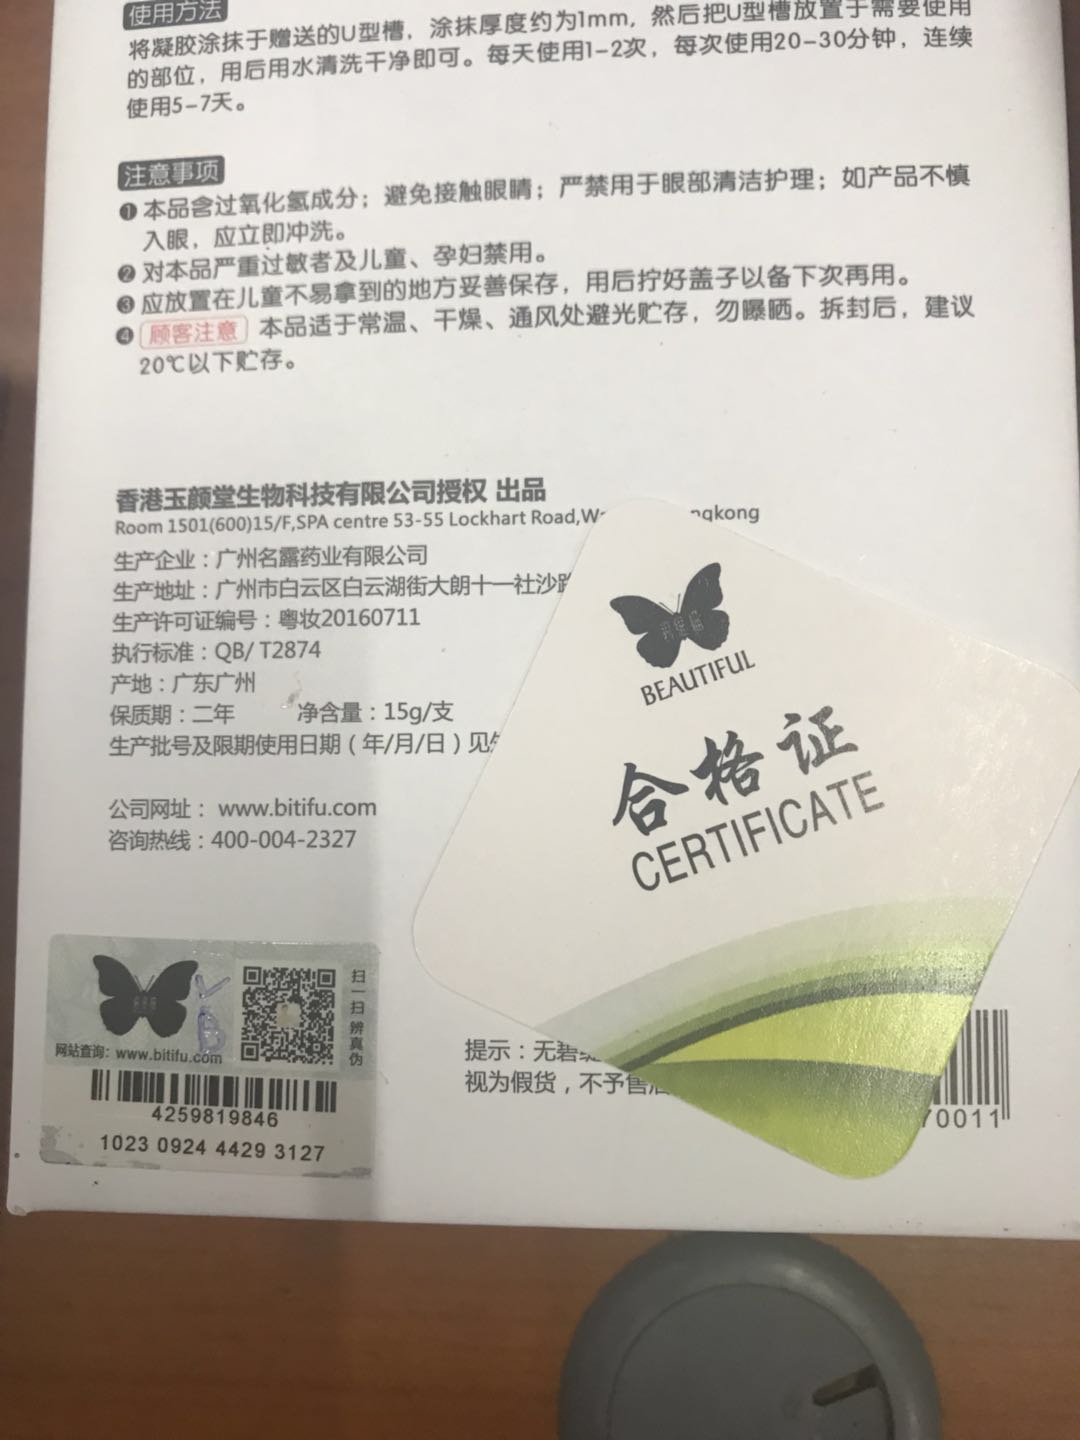 使用方法
将凝胶涂抹于赠送的U型槽，涂抹厚度约为1mm，然后把U型槽放置于需要使用
的部位，用后用水清洗干净即可。每天使用1-2次，每次使用20-30分钟，连续
使用5-7天。
注意事项
❶ 本品含过氧化氢成分；避免接触眼睛；严禁用于眼部清洁护理；如产品不慎
入眼，应立即冲洗。
❷ 对本品严重过敏者及儿童、孕妇禁用。
❸ 应放置在儿童不易拿到的地方妥善保存，用后拧好盖子以备下次再用。
❹ 顾客注意 本品适于常温、干燥、通风处避光贮存，勿曝晒。拆封后，建议
20℃以下贮存。
香港玉颜堂生物科技有限公司授权 出品
Room 1501(600)15/F,SPA centre 53-55 Lockhart Road,Wa ngkong
生产企业：广州名露药业有限公司
生产地址：广州市白云区白云湖街大朗十一社沙路
生产许可证编号：粤妆20160711
执行标准：QB/ T2874
产地：广东广州
保质期：二年 净含量：15g/支
生产批号及限期使用日期（年/月/日）见
公司网址： www.bitifu.com
咨询热线：400-004-2327
BEAUTIFUL
合格证
CERTIFICATE
扫一扫 辨真伪
VB
网站查询：www.bitifu.com
4259819846
1023 0924 4429 3127
提示：无碧缇
视为假货，不予售后
70011